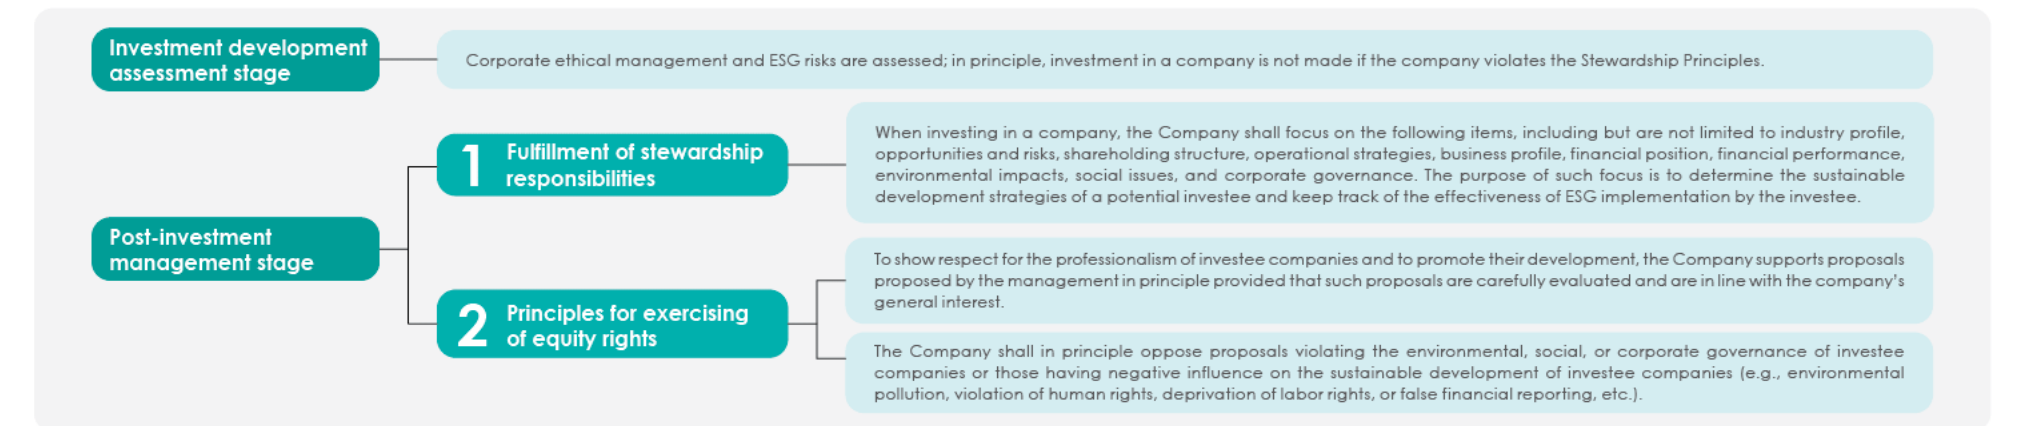 Investment development
assessment stage
Corporate ethical management and ESG risks are assessed; in principle, investment in a company is not made if the company violates the Stewardship Principles.
Post-investment
management stage
1
Fulfillment of stewardship
responsibilities
When investing in a company, the Company shall focus on the following items, including but are not limited to industry profile,
opportunities and risks, shareholding structure, operational strategies, business profile, financial position, financial performance,
environmental impacts, social issues, and corporate governance. The purpose of such focus is to determine the sustainable
development strategies of a potential investee and keep track of the effectiveness of ESG implementation by the investee.
2
Principles for exercising
of equity rights
To show respect for the professionalism of investee companies and to promote their development, the Company supports proposals
proposed by the management in principle provided that such proposals are carefully evaluated and are in line with the company's
general interest.
The Company shall in principle oppose proposals violating the environmental, social, or corporate governance of investee
companies or those having negative influence on the sustainable development of investee companies (e.g., environmental
pollution, violation of human rights, deprivation of labor rights, or false financial reporting, etc.).